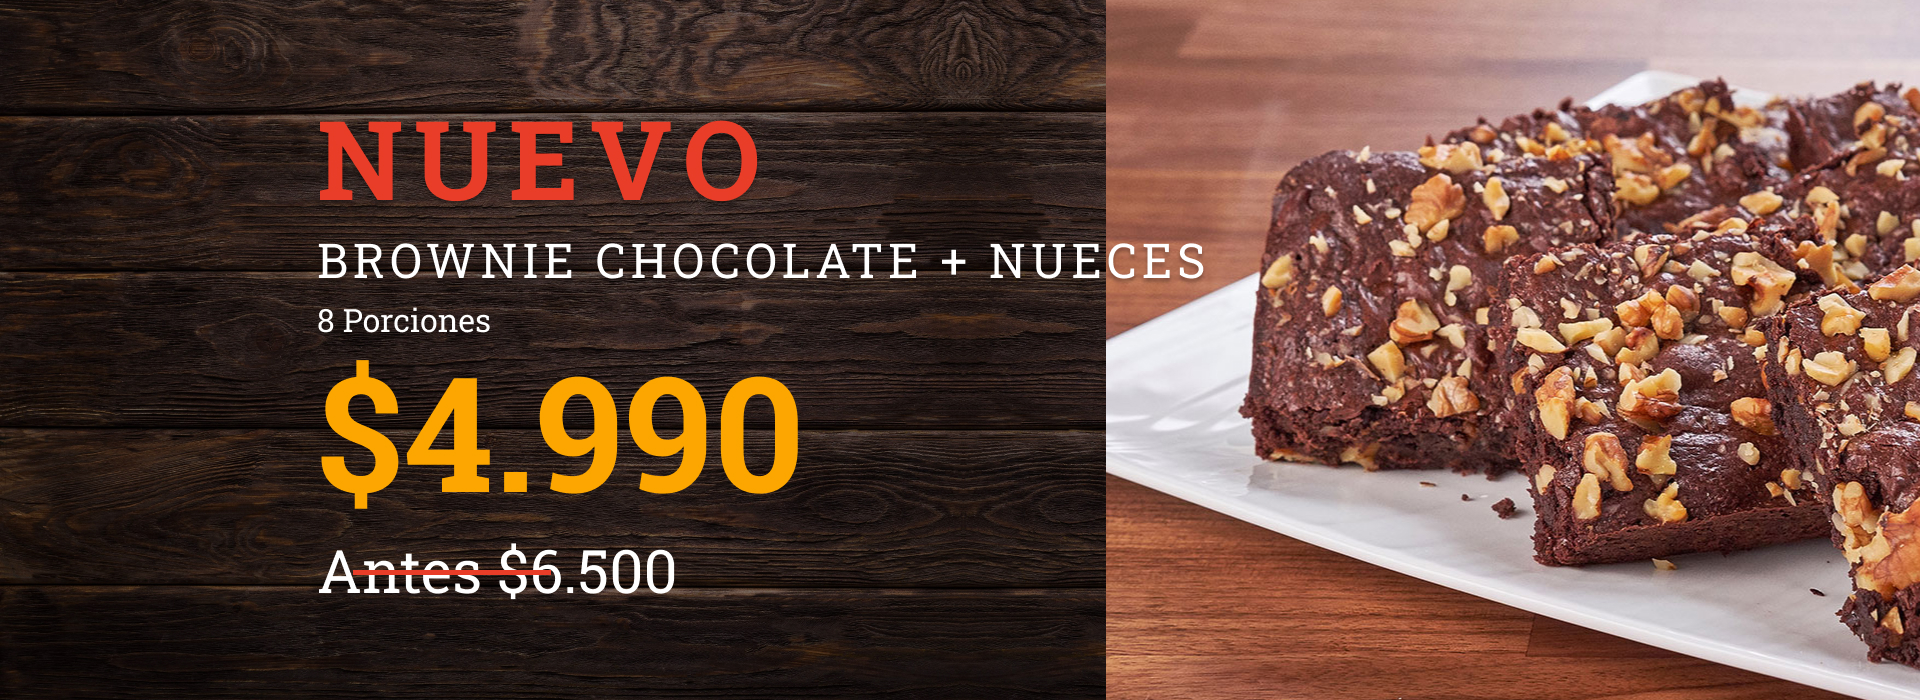 NUEVO
BROWNIE CHOCOLATE + NUECES
8 Porciones
$4.990
Antes $6.500